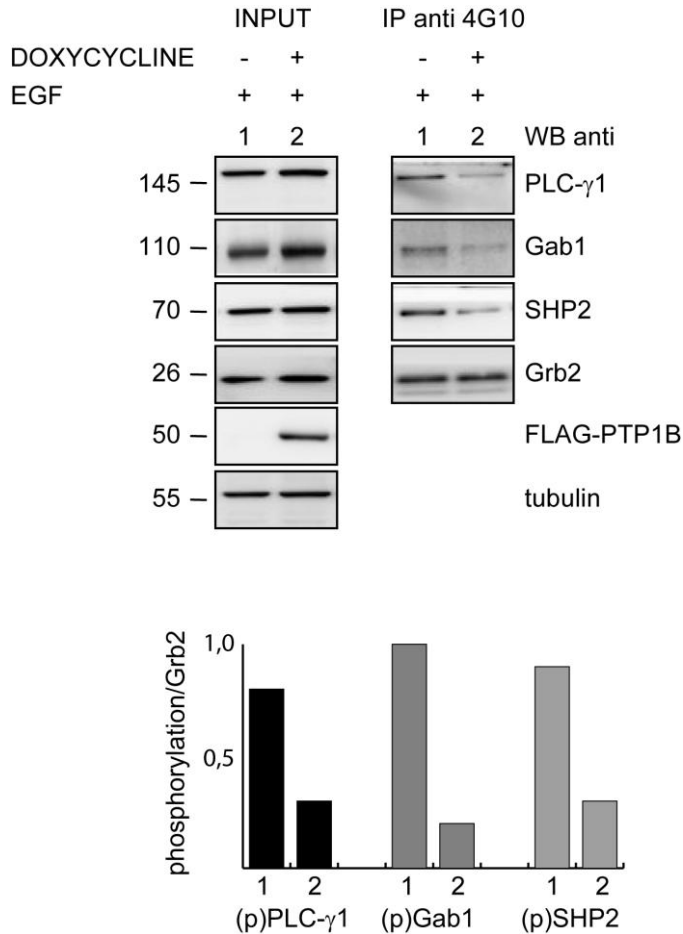 INPUT IP anti 4G10
DOXYCYCLINE - + - +
EGF + + + +
1 2 1 2 WB anti
145 – PLC-γ1
110 – Gab1
70 – SHP2
26 – Grb2
50 – FLAG-PTP1B
55 – tubulin
phosphorylation/Grb2
1,0
0,5
1 2 1 2 1 2
(p)PLC-γ1 (p)Gab1 (p)SHP2